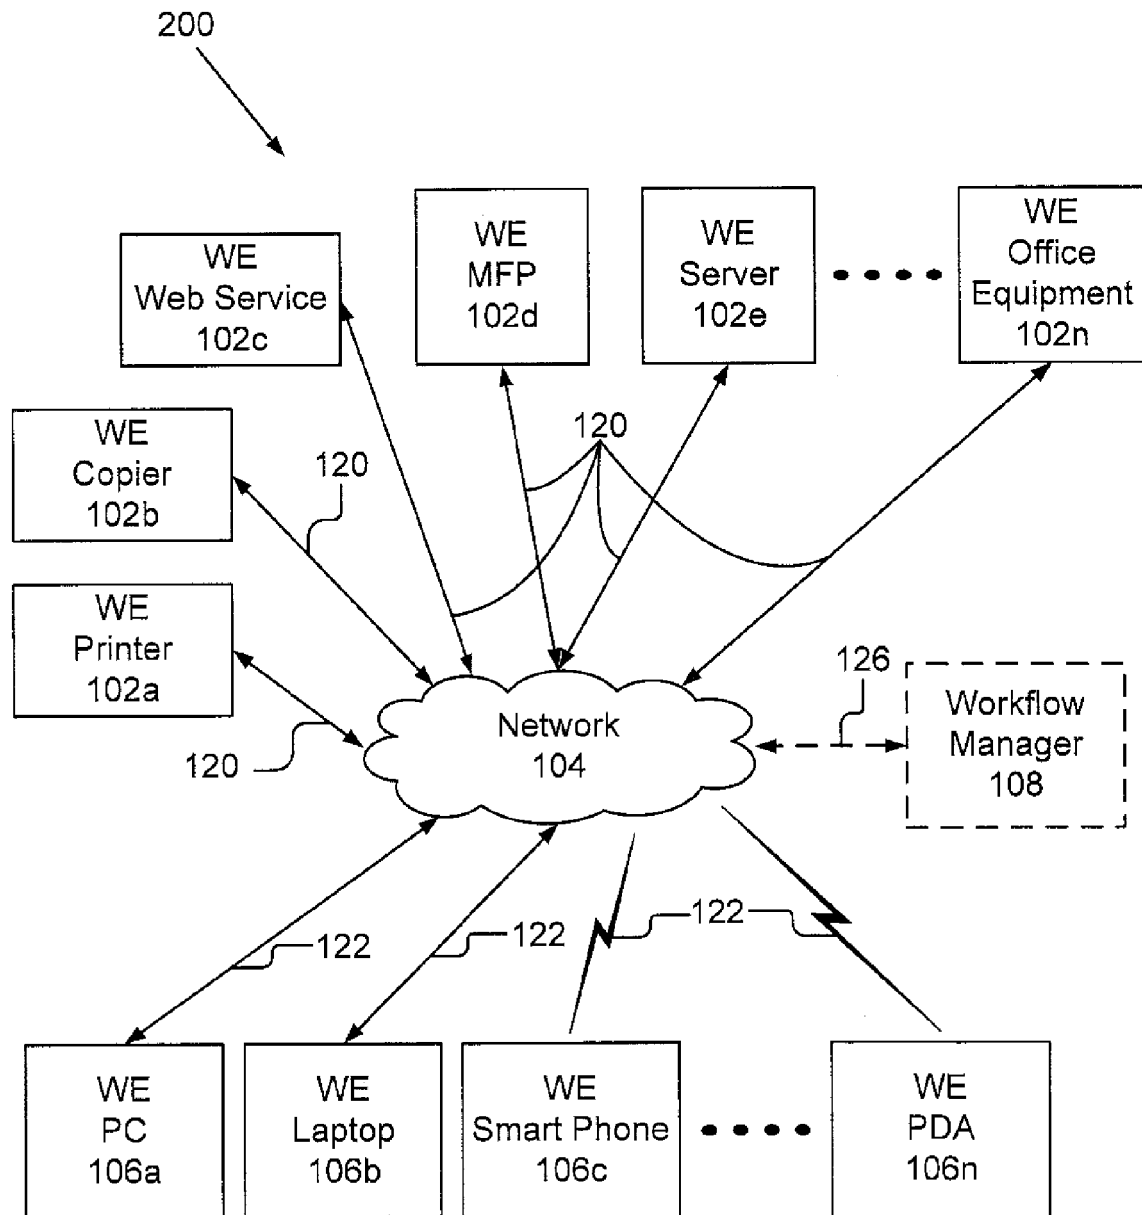 200
WE
Web Service
102c
WE
MFP
102d
WE
Server
102e
WE
Office
Equipment
102n
WE
Copier
102b
120
120
WE
Printer
102a
120
Network
104
126
Workflow
Manager
108
122
122
122
WE
PC
106a
WE
Laptop
106b
WE
Smart Phone
106c
WE
PDA
106n